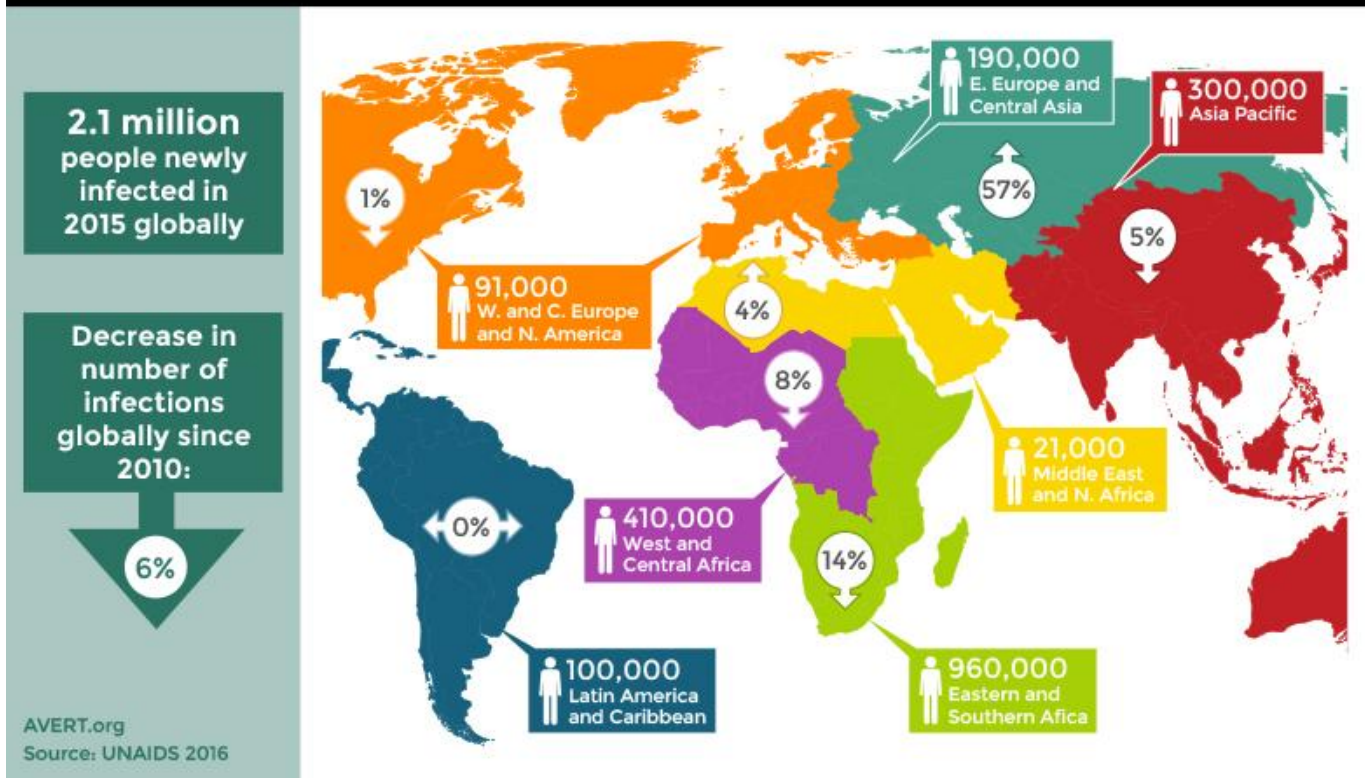 2.1 million
people newly
infected in
2015 globally
Decrease in
number of
infections
globally since
2010:
6%
AVERT.org
Source: UNAIDS 2016
1%
91,000
W. and C. Europe
and N. America
190,000
E. Europe and
Central Asia
57%
300,000
Asia Pacific
5%
4%
21,000
Middle East
and N. Africa
8%
410,000
West and
Central Africa
0%
100,000
Latin America
and Caribbean
14%
960,000
Eastern and
Southern Afica